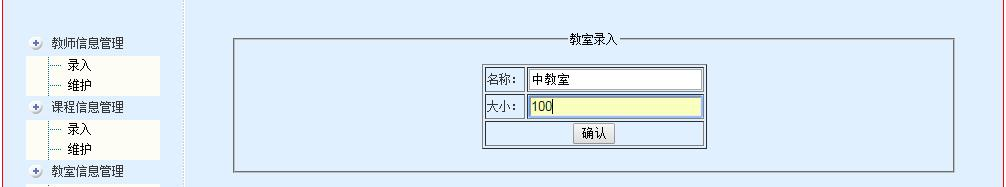 教师信息管理
录入
维护
课程信息管理
录入
维护
教室信息管理
教室录入
名称：
中教室
大小：
100
确认